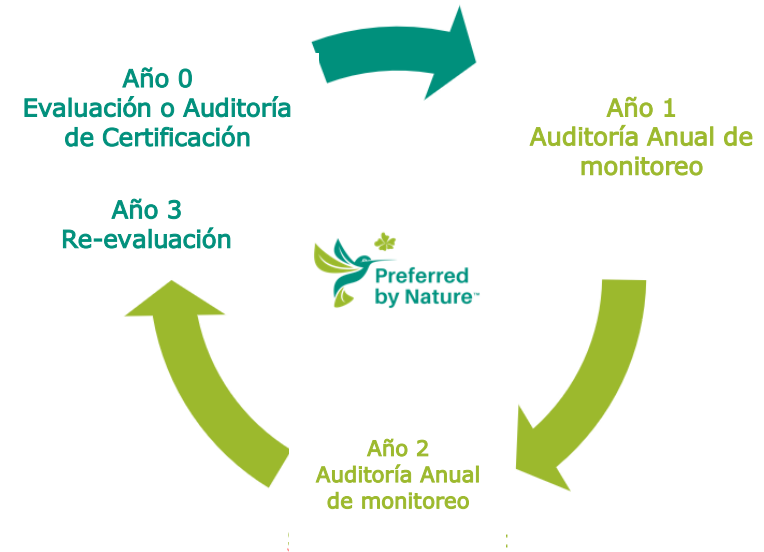 Año 0
Evaluación o Auditoría
de Certificación
Año 1
Auditoría Anual de
monitoreo
Año 3
Re-evaluación
Preferred
by Nature™
Año 2
Auditoría Anual
de monitoreo